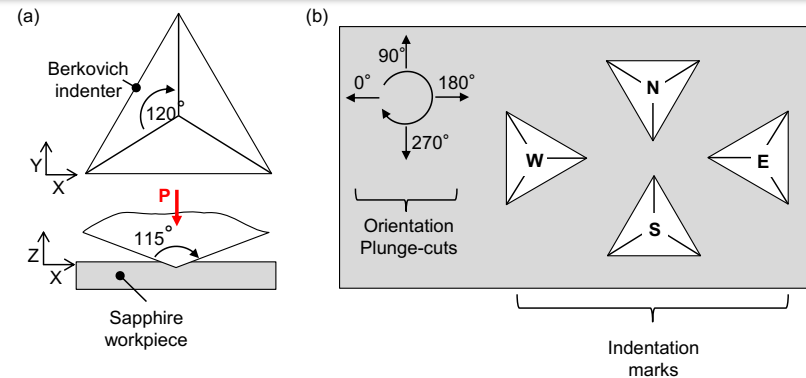 (a)
Berkovich
indenter
120°
Y
X
P
115°
Z
X
Sapphire
workpiece
(b)
90°
0°
180°
270°
Orientation
Plunge-cuts
N
W
E
S
Indentation
marks